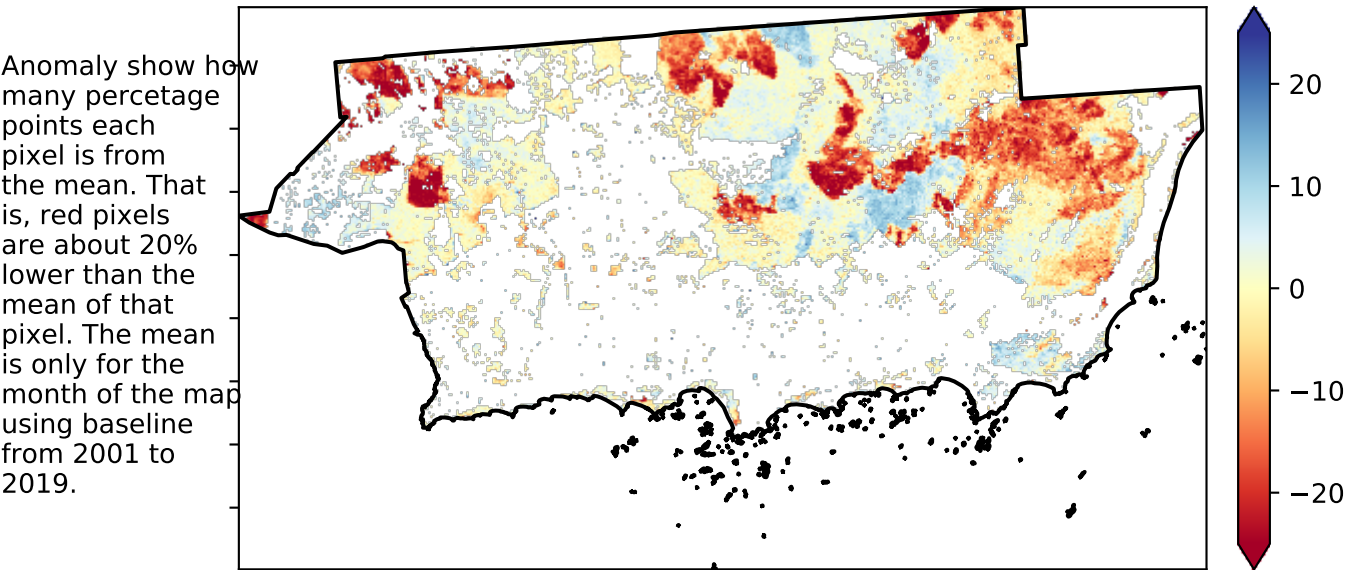 Anomaly show how
many percetage
points each
pixel is from
the mean. That
is, red pixels
are about 20%
lower than the
mean of that
pixel. The mean
is only for the
month of the map
using baseline
from 2001 to
2019.
20
10
0
−10
−20